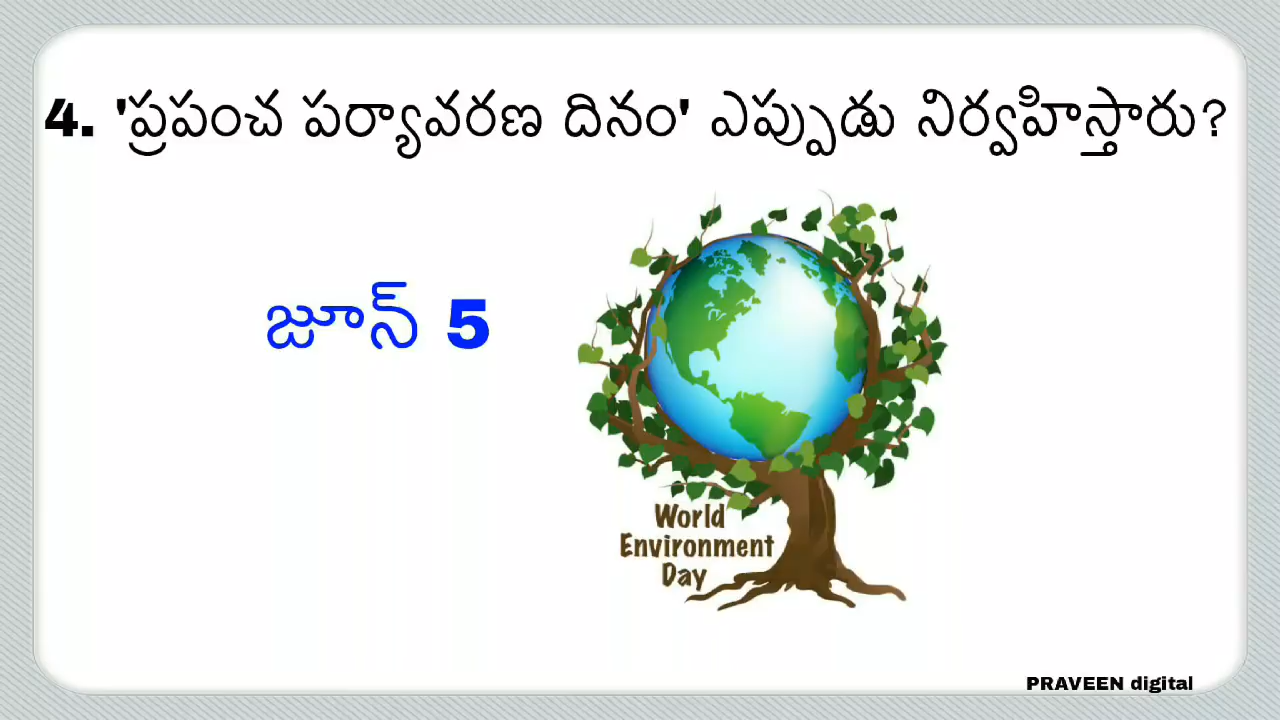 4. 'ప్రపంచ పర్యావరణ దినం' ఎప్పుడు నిర్వహిస్తారు?
జూన్ 5
World
Environment
Day
PRAVEEN digital